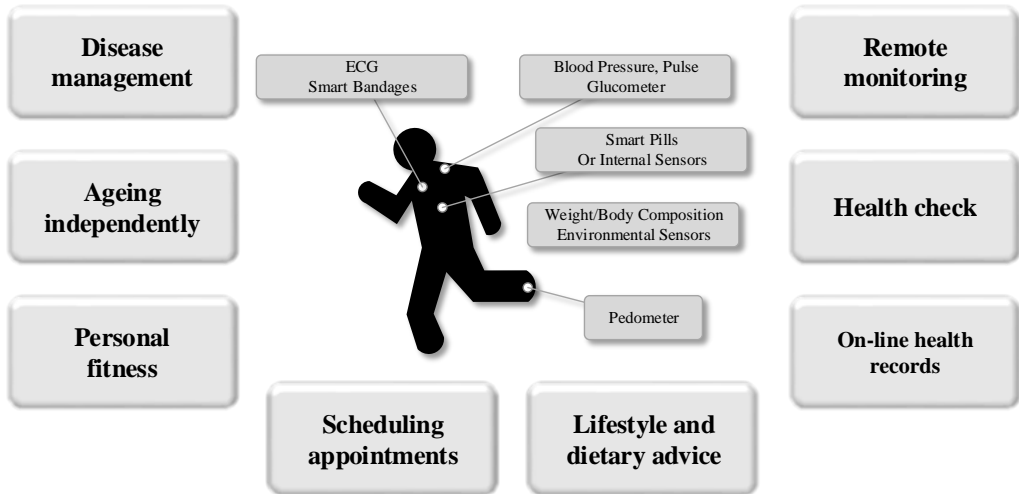 Disease
management
ECG
Smart Bandages
Blood Pressure, Pulse
Glucometer
Remote
monitoring
Smart Pills
Or Internal Sensors
Ageing
independently
Weight/Body Composition
Environmental Sensors
Health check
Personal
fitness
Pedometer
On-line health
records
Scheduling
appointments
Lifestyle and
dietary advice